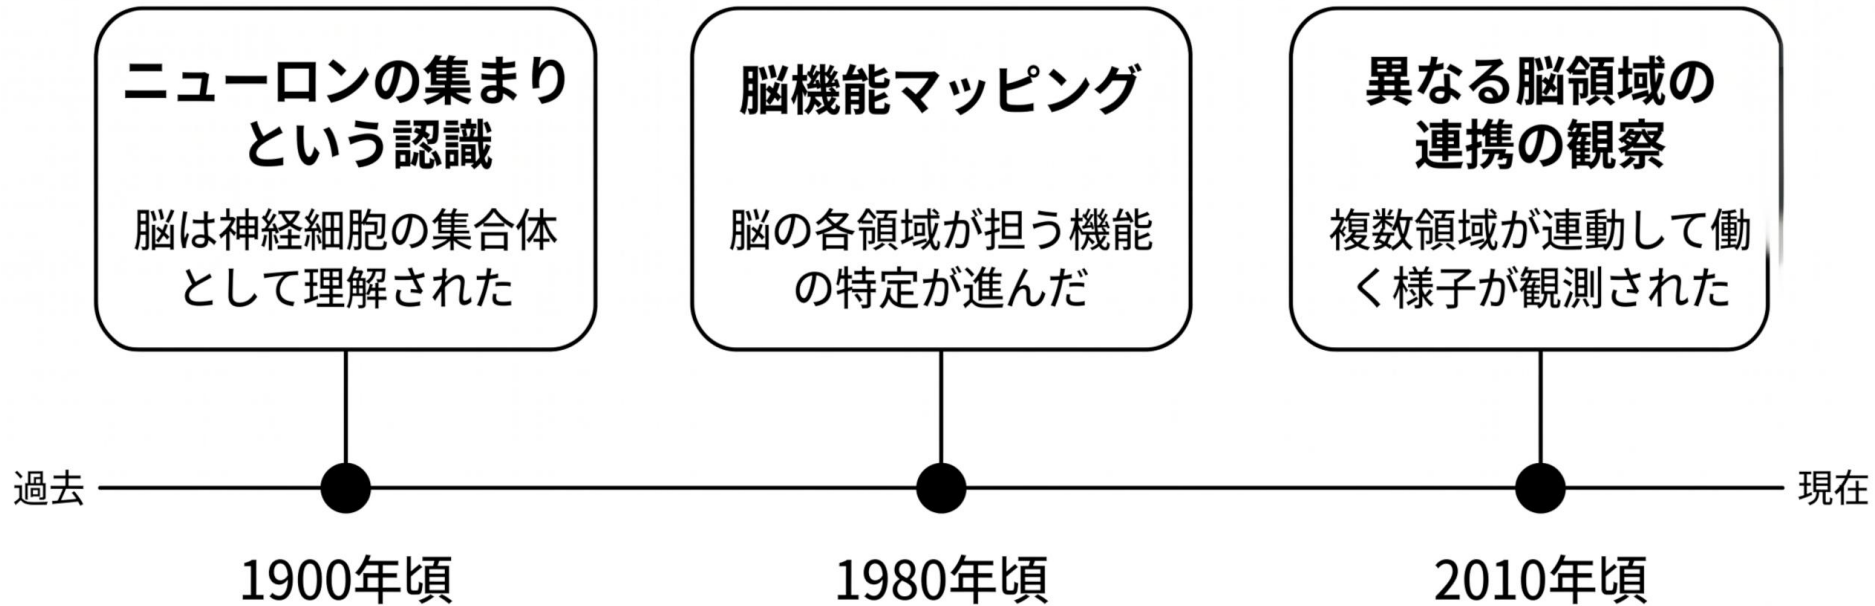 ニューロンの集まり
という認識
脳は神経細胞の集合体
として理解された
脳機能マッピング
脳の各領域が担う機能
の特定が進んだ
異なる脳領域の
連携の観察
複数領域が連動して働
く様子が観測された
過去
現在
1900年頃
1980年頃
2010年頃